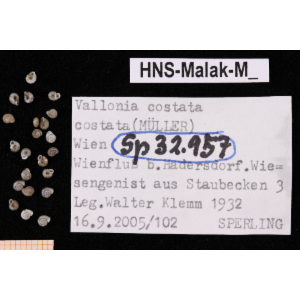 HNS-Malak-M_
Vallonia costata
costata(MÜLLER)
Wien
Sp 32.957
Wienfluß b.Hadersdorf.Wie=
sengenist aus Staubecken 3
Leg.Walter Klemm 1932
16.9.2005/102 SPERLING